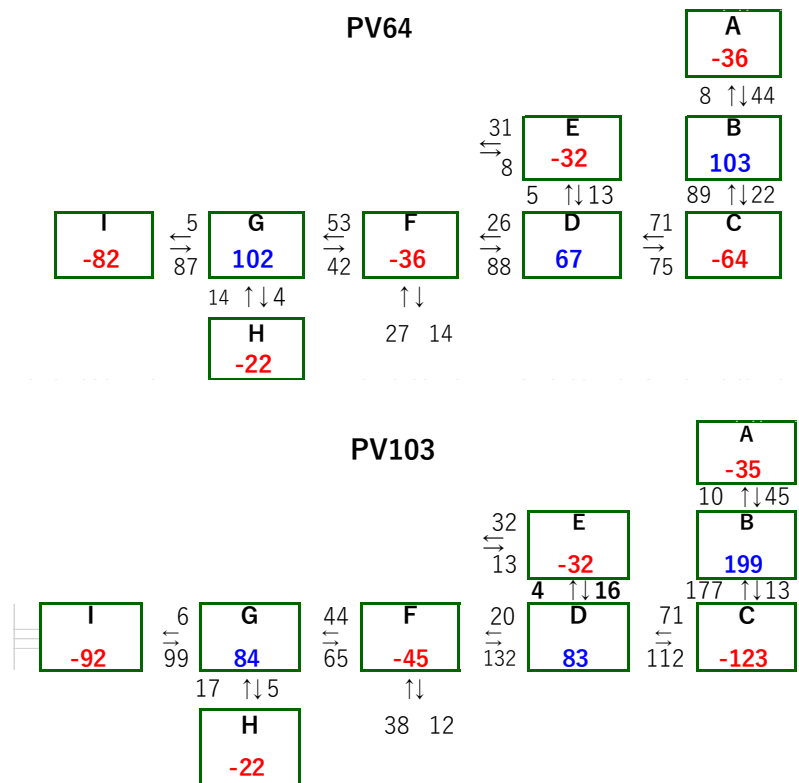 PV64
A
-36
8 ↑↓ 44
31
←
→
8
E
-32
B
103
5 ↑↓ 13
89 ↑↓ 22
I
-82
5
←
→
87
G
102
53
←
→
42
F
-36
26
←
→
88
D
67
71
←
→
75
C
-64
14 ↑↓ 4
↑↓
27 14
H
-22
PV103
A
-35
10 ↑↓ 45
32
←
→
13
E
-32
B
199
4 ↑↓ 16
177 ↑↓ 13
I
-92
6
←
→
99
G
84
44
←
→
65
F
-45
20
←
→
132
D
83
71
←
→
112
C
-123
17 ↑↓ 5
↑↓
38 12
H
-22